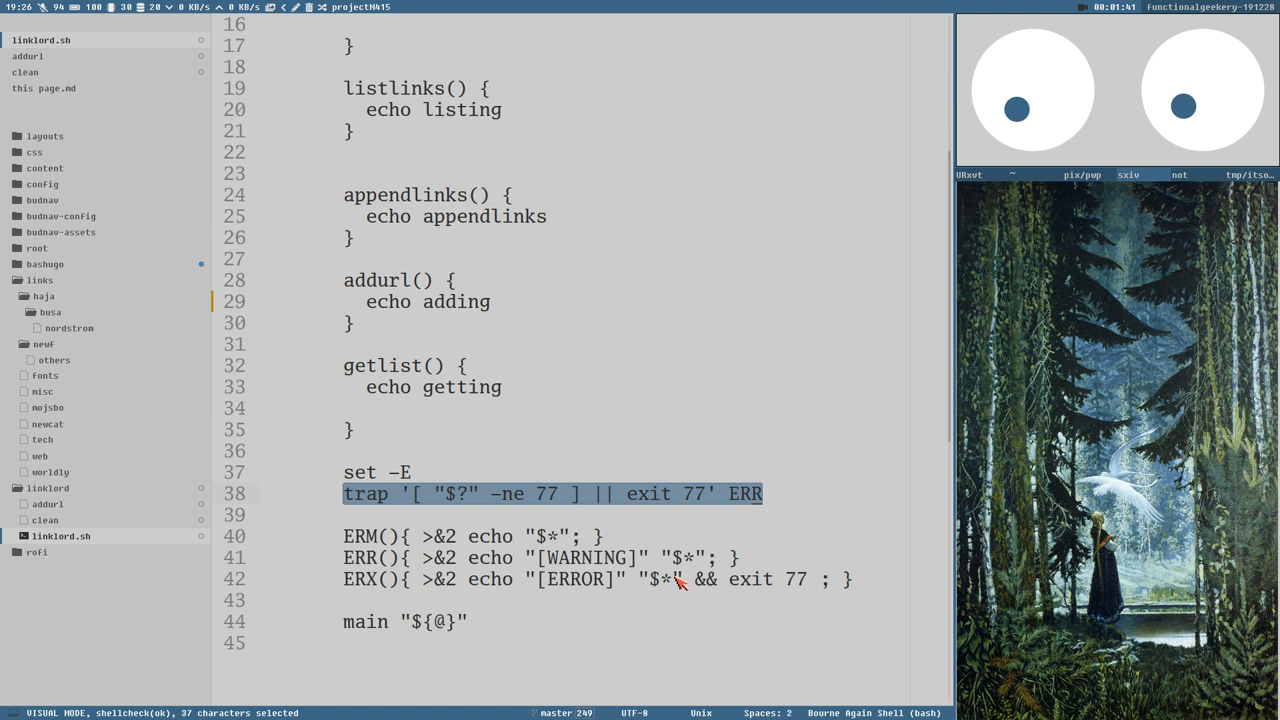 19:26 94 100 30 20 0 KB/s 0 KB/s projectM415 00:01:41 functionalgeekery-191228
linklord.sh
addurl
clean
this page.md
layouts
css
content
config
budnav
budnav-config
budnav-assets
root
bashugo
links
haja
busa
nordstrom
newf
others
fonts
misc
mojsbo
newcat
tech
web
worldly
linklord
addurl
clean
linklord.sh
rofi
16
17 }
18
19 listlinks() {
20 echo listing
21 }
22
23
24 appendlinks() {
25 echo appendlinks
26 }
27
28 addurl() {
29 echo adding
30 }
31
32 getlist() {
33 echo getting
34
35 }
36
37 set -E
38 trap '[ "$?" -ne 77 ] || exit 77' ERR
39
40 ERM(){ >&2 echo "$*"; }
41 ERR(){ >&2 echo "[WARNING]" "$*"; }
42 ERX(){ >&2 echo "[ERROR]" "$*" && exit 77 ; }
43
44 main "${@}"
45
URxvt ~ pix/pwp sxiv not tmp/itso…
VISUAL MODE, shellcheck(ok), 37 characters selected master 249 UTF-8 Unix Spaces: 2 Bourne Again Shell (bash)